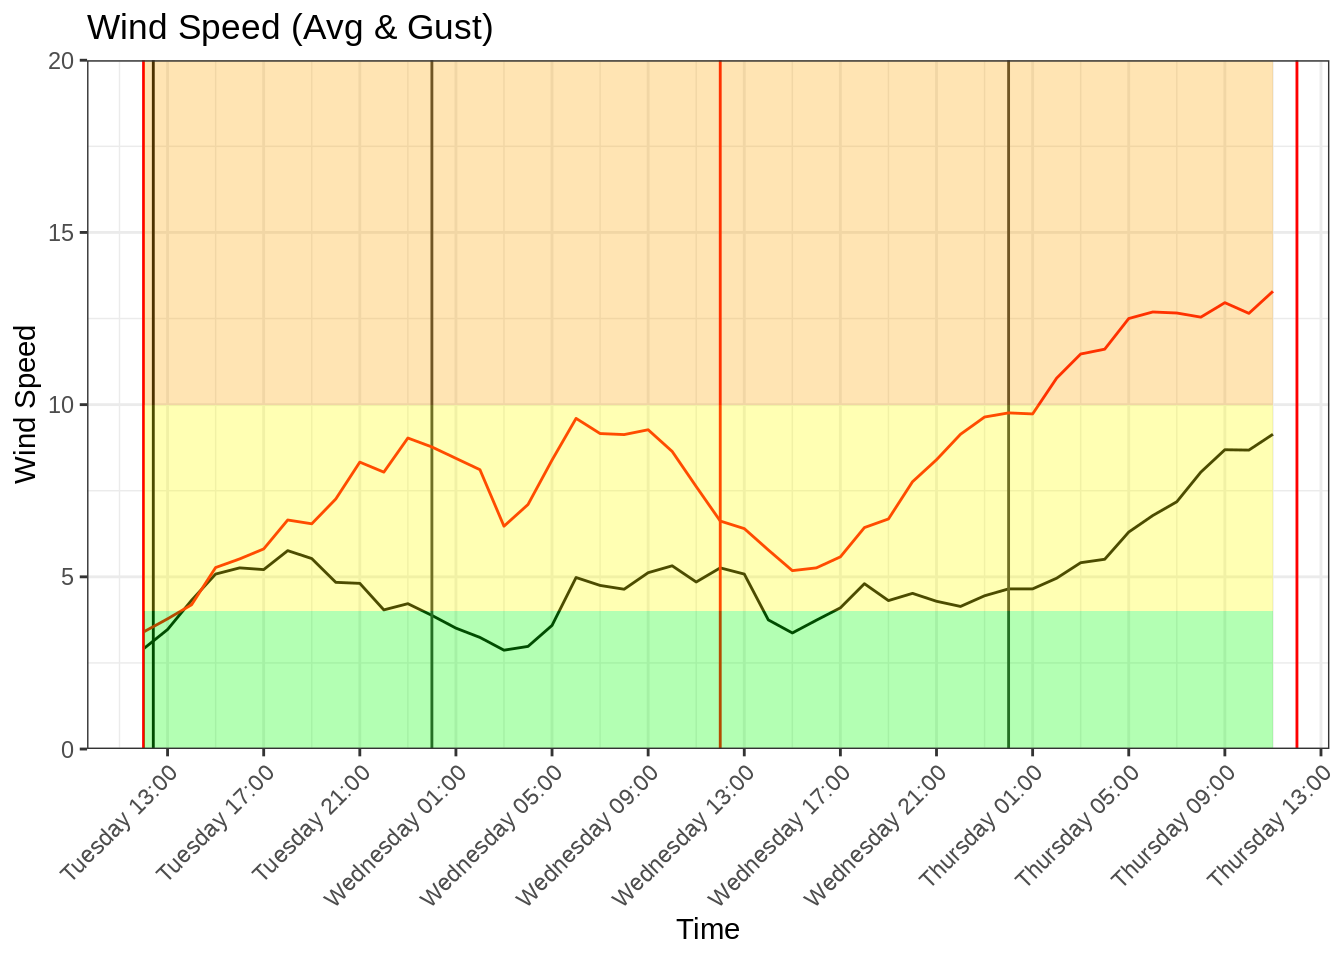 Wind Speed (Avg & Gust)
20
15
10
5
0
Wind Speed
Tuesday 13:00
Tuesday 17:00
Tuesday 21:00
Wednesday 01:00
Wednesday 05:00
Wednesday 09:00
Wednesday 13:00
Wednesday 17:00
Wednesday 21:00
Thursday 01:00
Thursday 05:00
Thursday 09:00
Thursday 13:00
Time